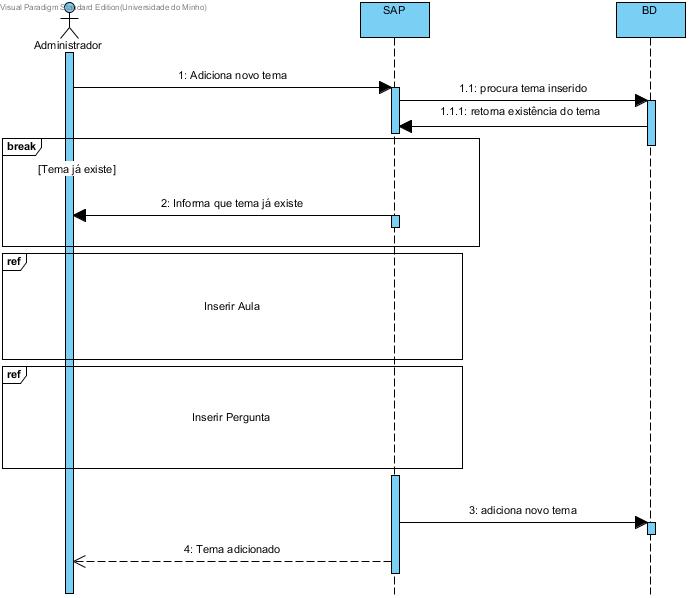 Visual Paradigm Standard Edition(Universidade do Minho)
SAP
BD
Administrador
1: Adiciona novo tema
1.1: procura tema inserido
1.1.1: retorna existência do tema
break
[Tema já existe]
2: Informa que tema já existe
ref
Inserir Aula
ref
Inserir Pergunta
3: adiciona novo tema
4: Tema adicionado